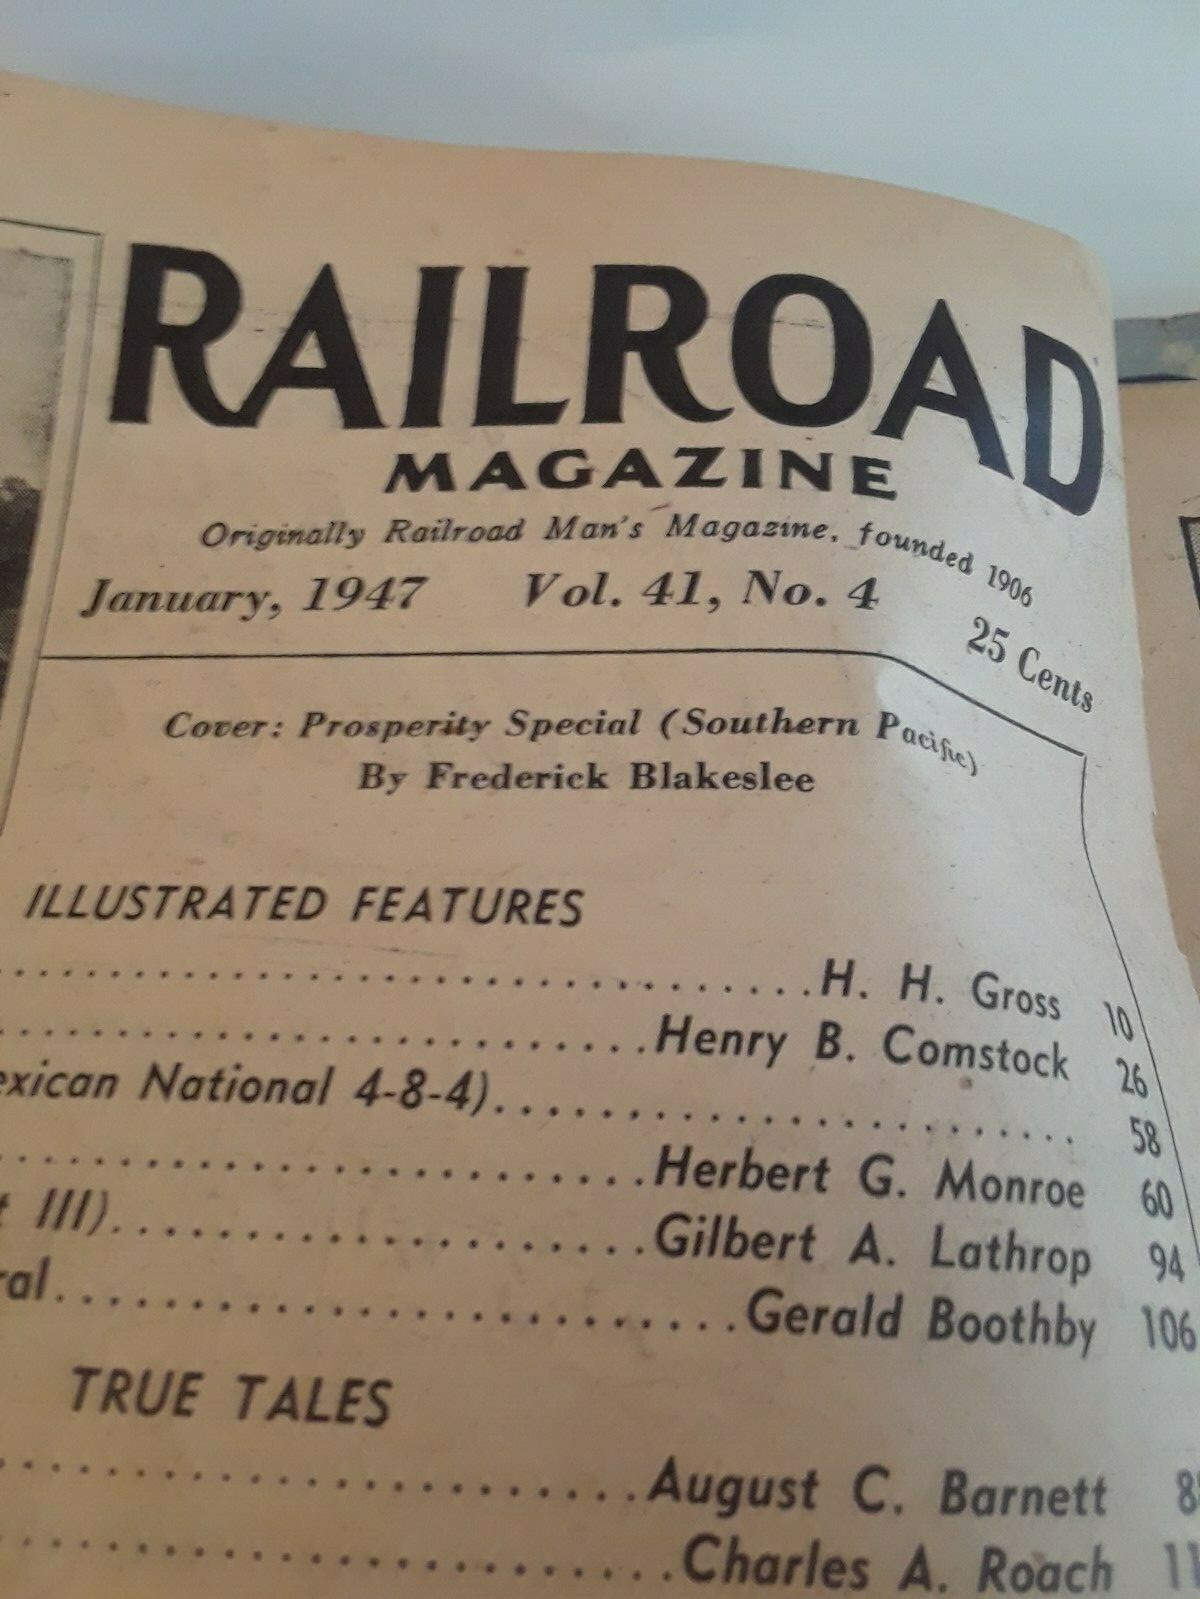 RAILROAD
MAGAZINE
Originally Railroad Man's Magazine, founded 1906
January, 1947 Vol. 41, No. 4 25 Cents
Cover: Prosperity Special (Southern Pacific)
By Frederick Blakeslee
ILLUSTRATED FEATURES
..........H. H. Gross 10
..........Henry B. Comstock 26
exican National 4-8-4).......... 58
..........Herbert G. Monroe 60
III)..........Gilbert A. Lathrop 94
ral..........Gerald Boothby 106
TRUE TALES
..........August C. Barnett
..........Charles A. Roach